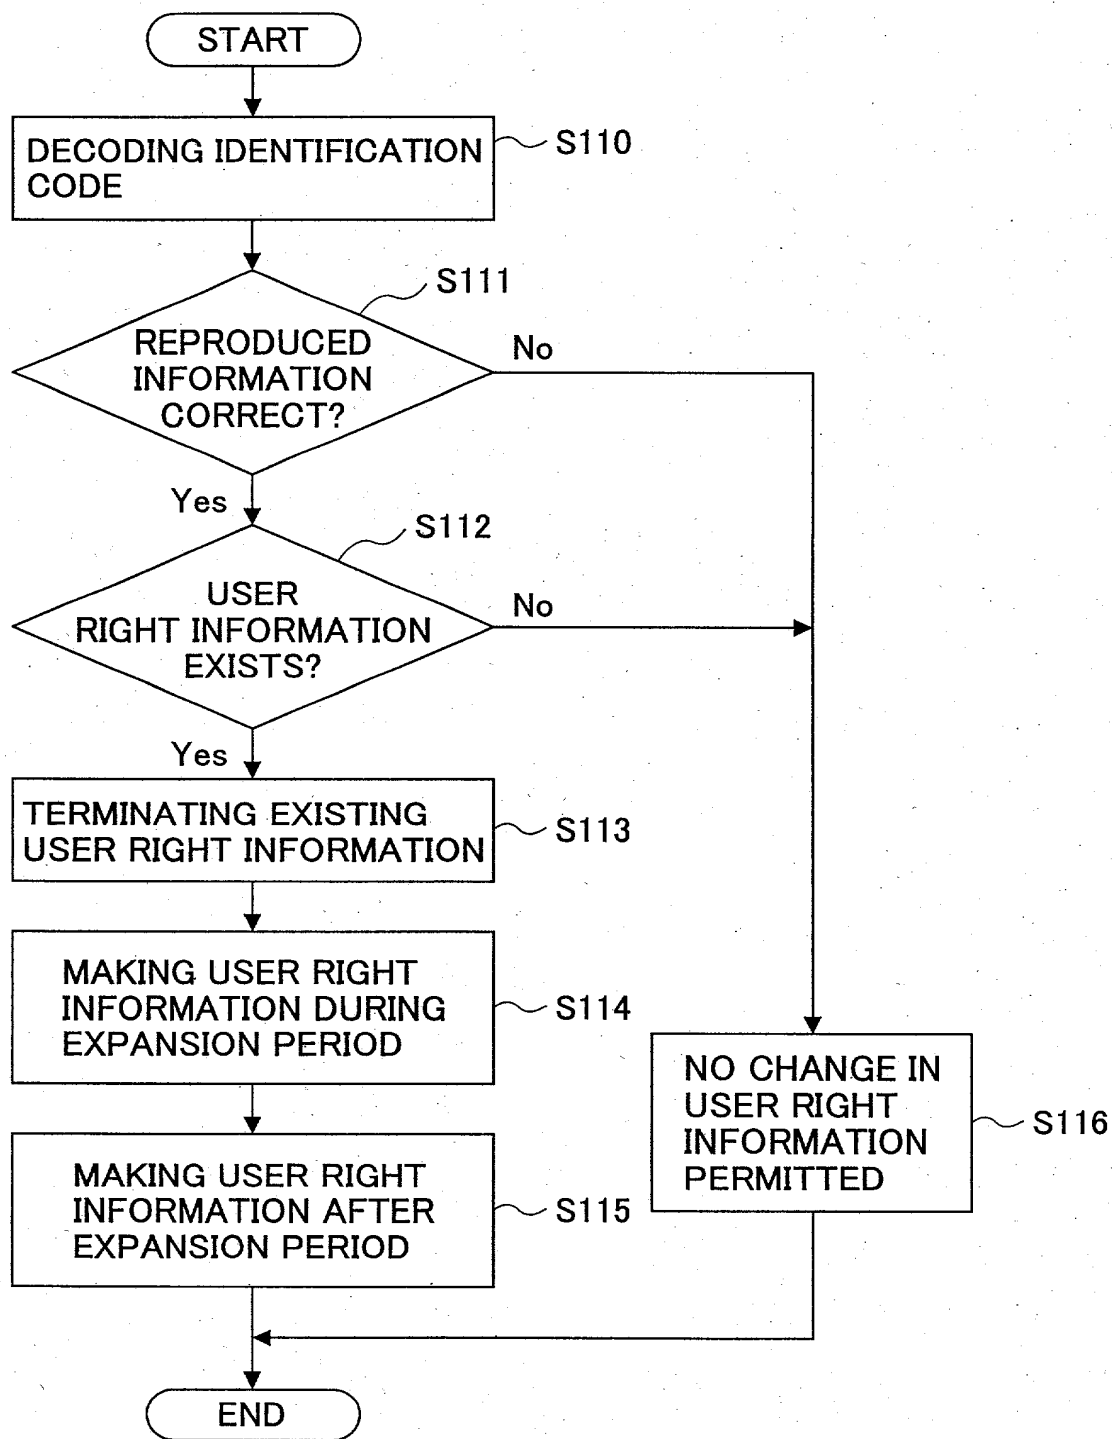 START
DECODING IDENTIFICATION
CODE
S110
S111
REPRODUCED
INFORMATION
CORRECT?
No
Yes
S112
USER
RIGHT INFORMATION
EXISTS?
No
Yes
TERMINATING EXISTING
USER RIGHT INFORMATION
S113
MAKING USER RIGHT
INFORMATION DURING
EXPANSION PERIOD
S114
NO CHANGE IN
USER RIGHT
INFORMATION
PERMITTED
S116
MAKING USER RIGHT
INFORMATION AFTER
EXPANSION PERIOD
S115
END